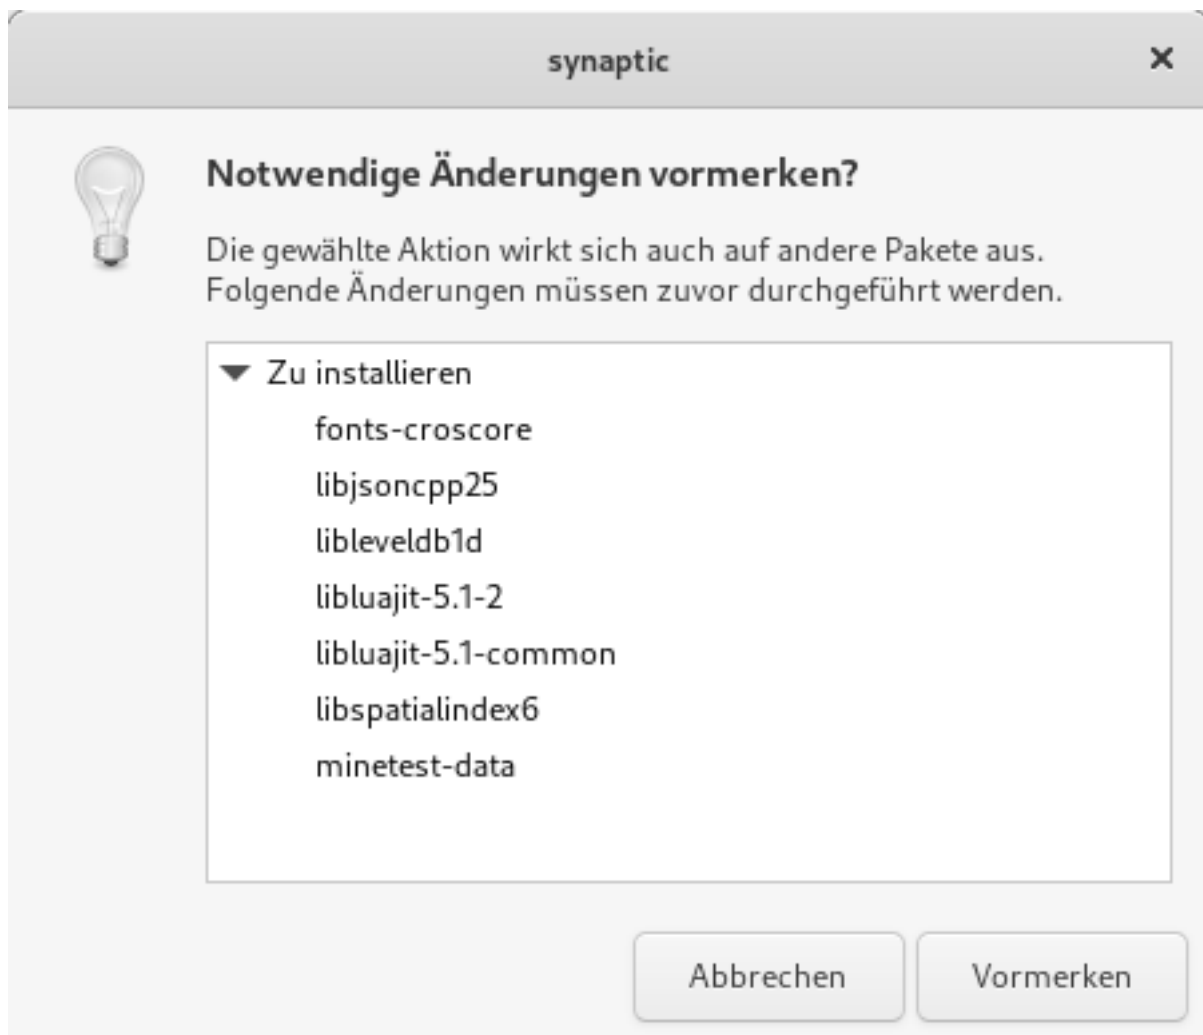 synaptic
Notwendige Änderungen vormerken?
Die gewählte Aktion wirkt sich auch auf andere Pakete aus.
Folgende Änderungen müssen zuvor durchgeführt werden.
Zu installieren
fonts-croscore
libjsoncpp25
libleveldb1d
libluajit-5.1-2
libluajit-5.1-common
libspatialindex6
minetest-data
Abbrechen
Vormerken